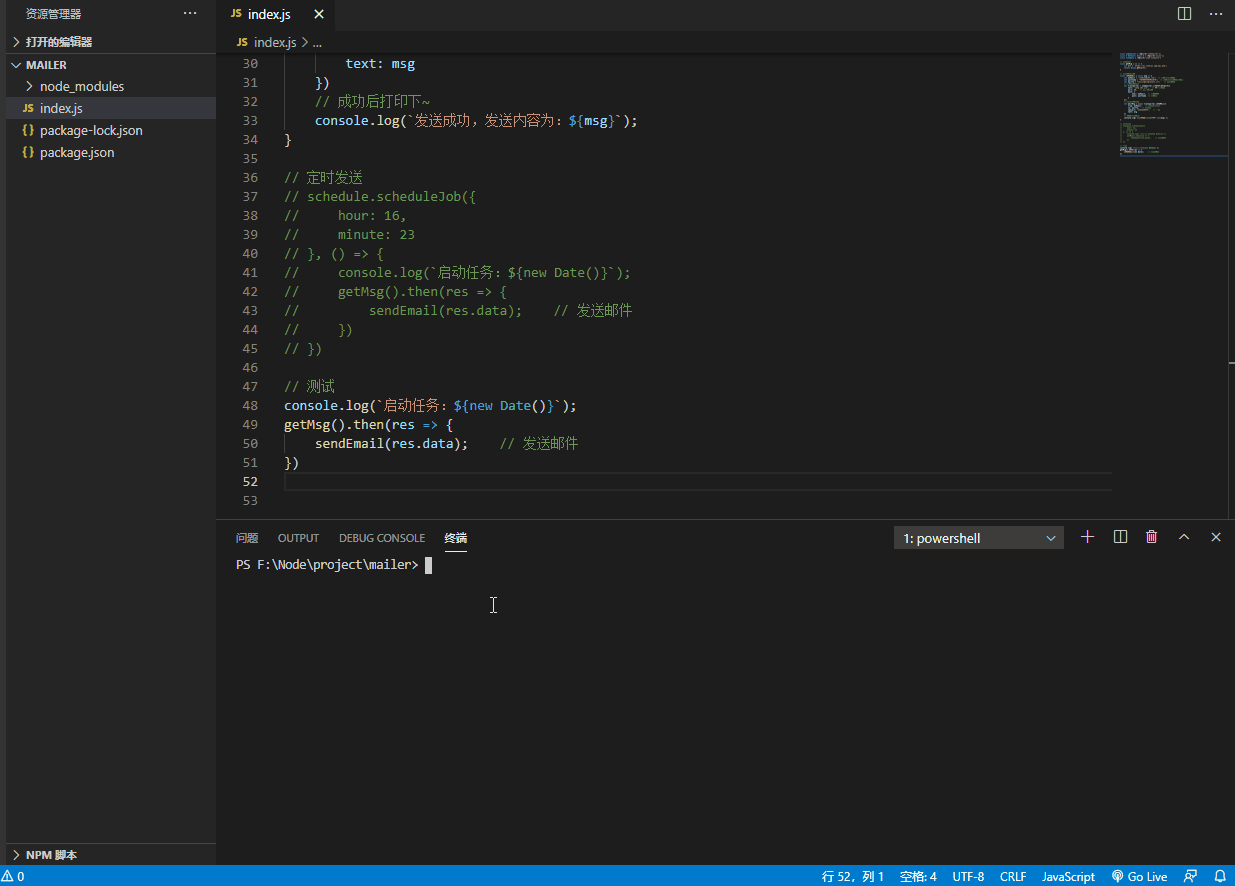 资源管理器 ···
打开的编辑器
MAILER
node_modules
JS index.js
{} package-lock.json
{} package.json
NPM 脚本
JS index.js
JS index.js > ...
30 text: msg
31 })
32 // 成功后打印下~
33 console.log(`发送成功，发送内容为：${msg}`);
34 }
35
36 // 定时发送
37 // schedule.scheduleJob({
38 // hour: 16,
39 // minute: 23
40 // }, () => {
41 // console.log(`启动任务：${new Date()}`);
42 // getMsg().then(res => {
43 // sendEmail(res.data); // 发送邮件
44 // })
45 // })
46
47 // 测试
48 console.log(`启动任务：${new Date()}`);
49 getMsg().then(res => {
50 sendEmail(res.data); // 发送邮件
51 })
52
53
问题 OUTPUT DEBUG CONSOLE 终端 1: powershell
PS F:\Node\project\mailer>
0 行 52，列 1 空格: 4 UTF-8 CRLF JavaScript Go Live